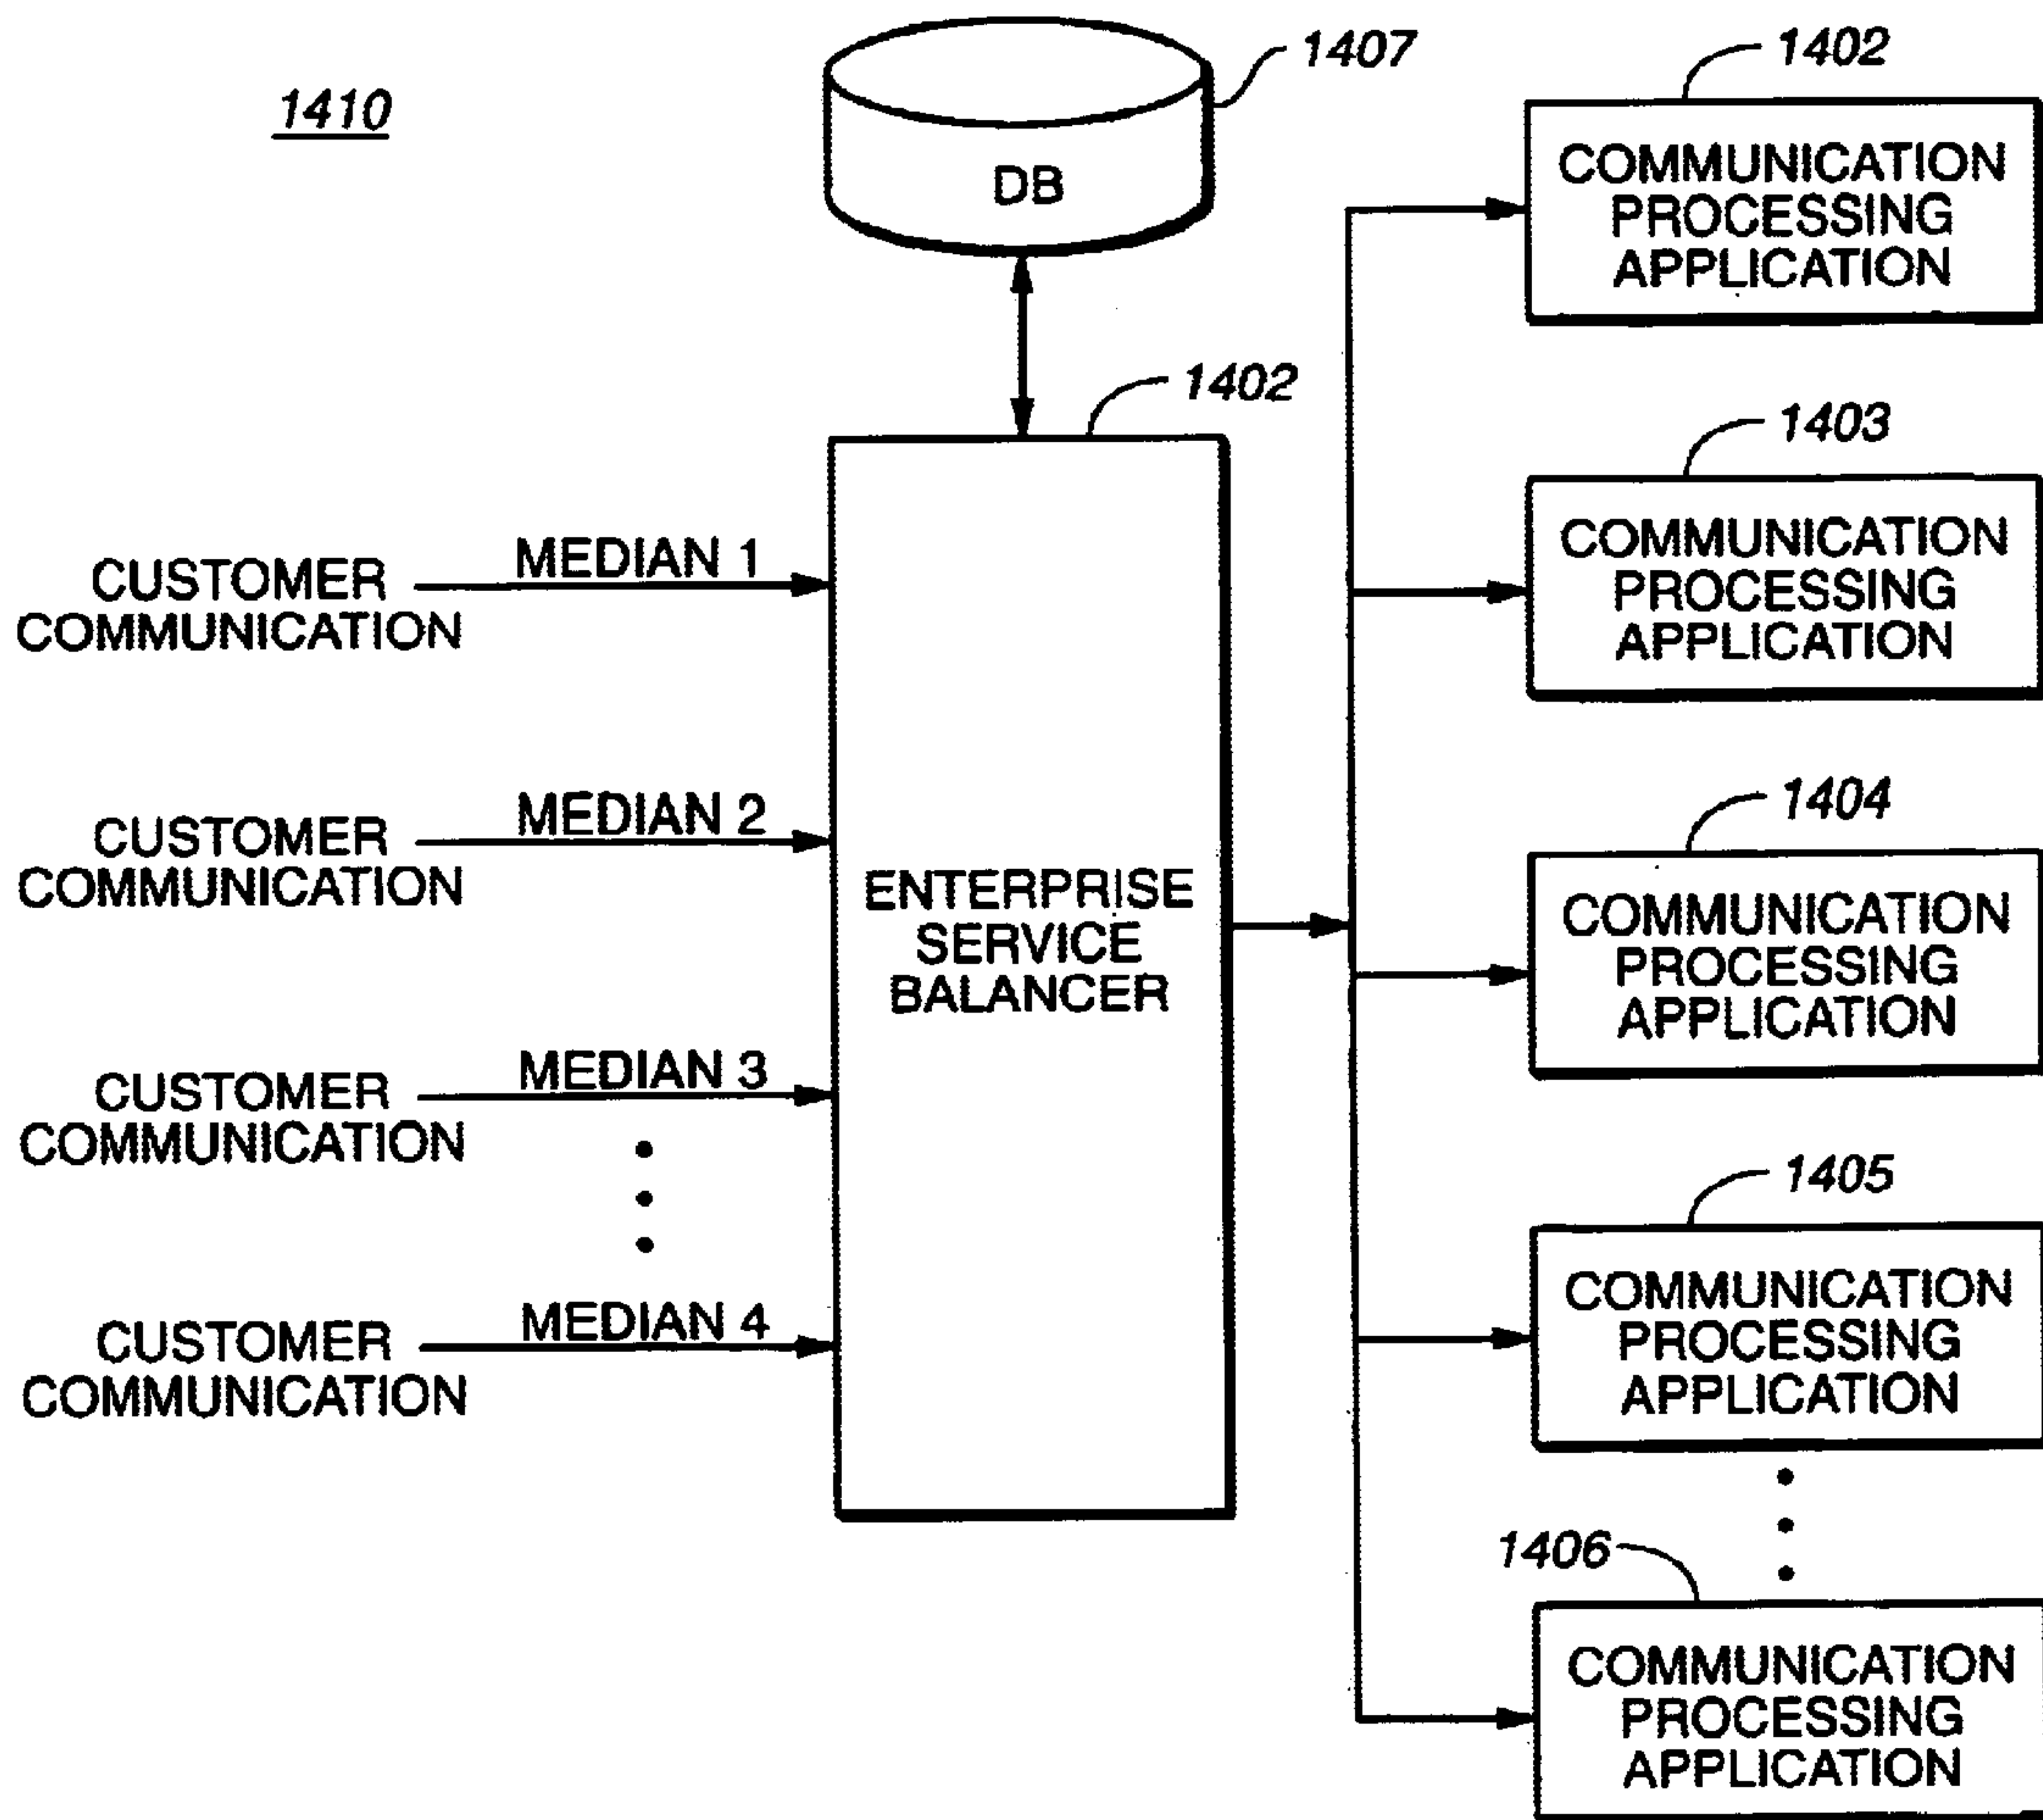 1410
1407
DB
1402
MEDIAN 1
CUSTOMER
COMMUNICATION
MEDIAN 2
CUSTOMER
COMMUNICATION
MEDIAN 3
CUSTOMER
COMMUNICATION
MEDIAN 4
CUSTOMER
COMMUNICATION
ENTERPRISE
SERVICE
BALANCER
1402
COMMUNICATION
PROCESSING
APPLICATION
1403
COMMUNICATION
PROCESSING
APPLICATION
1404
COMMUNICATION
PROCESSING
APPLICATION
1405
COMMUNICATION
PROCESSING
APPLICATION
1406
COMMUNICATION
PROCESSING
APPLICATION